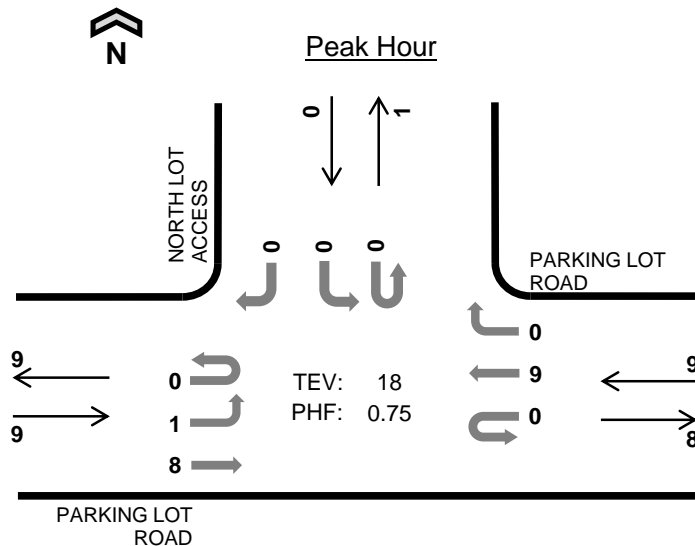 N
Peak Hour
0
1
NORTH LOT
ACCESS
0 0 0
PARKING LOT
ROAD
0
9
9
0
TEV: 18
9
9
1
PHF: 0.75
0
9
8
8
PARKING LOT
ROAD